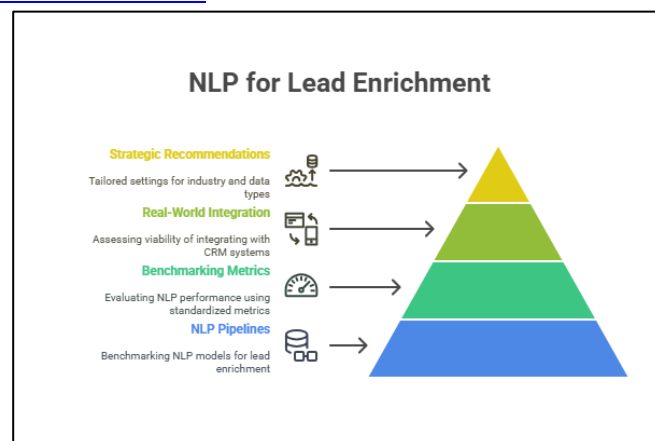 NLP for Lead Enrichment
Strategic Recommendations
Tailored settings for industry and data
types
Real-World Integration
Assessing viability of integrating with
CRM systems
Benchmarking Metrics
Evaluating NLP performance using
standardized metrics
NLP Pipelines
Benchmarking NLP models for lead
enrichment